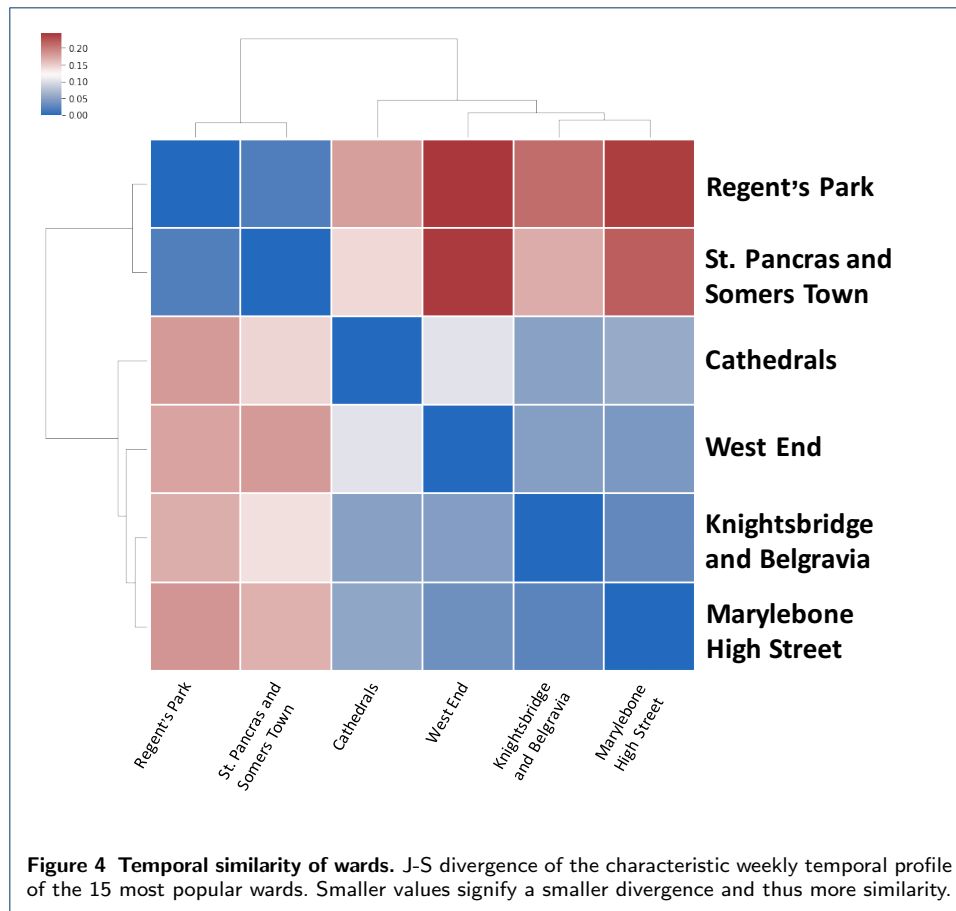 0.20
0.15
0.10
0.05
0.00
Regent's Park
St. Pancras and
Somers Town
Cathedrals
West End
Knightsbridge
and Belgravia
Marylebone
High Street
Regent's Park
St. Pancras and
Somers Town
Cathedrals
West End
Knightsbridge
and Belgravia
Marylebone
High Street
Figure 4 Temporal similarity of wards. J-S divergence of the characteristic weekly temporal profile
of the 15 most popular wards. Smaller values signify a smaller divergence and thus more similarity.